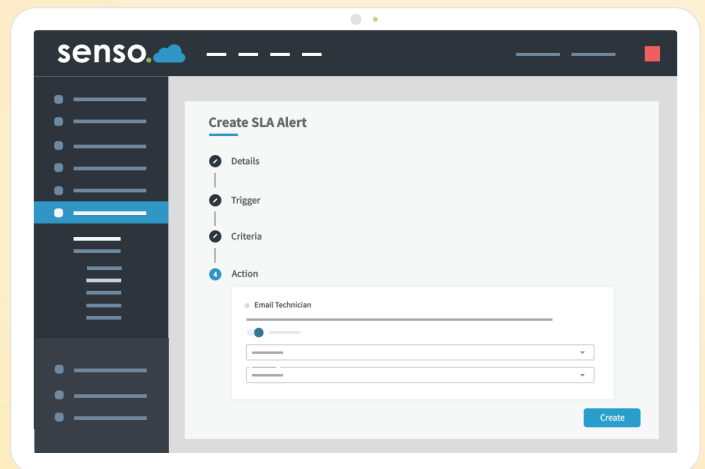 senso.
Create SLA Alert
Details
Trigger
Criteria
4 Action
Email Technician
Create